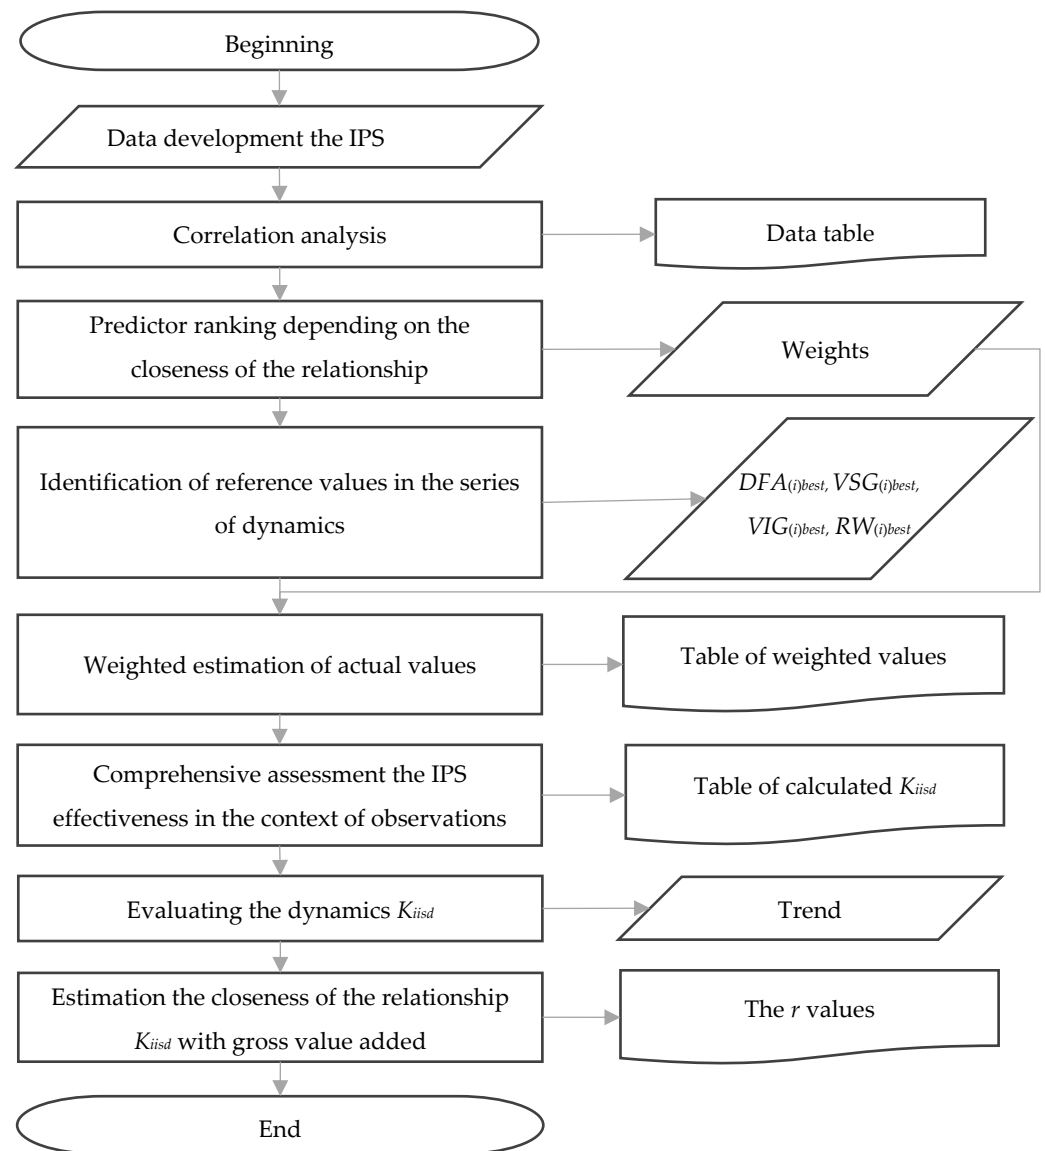 Beginning
Data development the IPS
Correlation analysis
Data table
Predictor ranking depending on the
closeness of the relationship
Weights
Identification of reference values in the series
of dynamics
DFA(i)best, VSG(i)best,
VIG(i)best, RW(i)best
Weighted estimation of actual values
Table of weighted values
Comprehensive assessment the IPS
effectiveness in the context of observations
Table of calculated Kiisd
Evaluating the dynamics Kiisd
Trend
Estimation the closeness of the relationship
Kiisd with gross value added
The r values
End